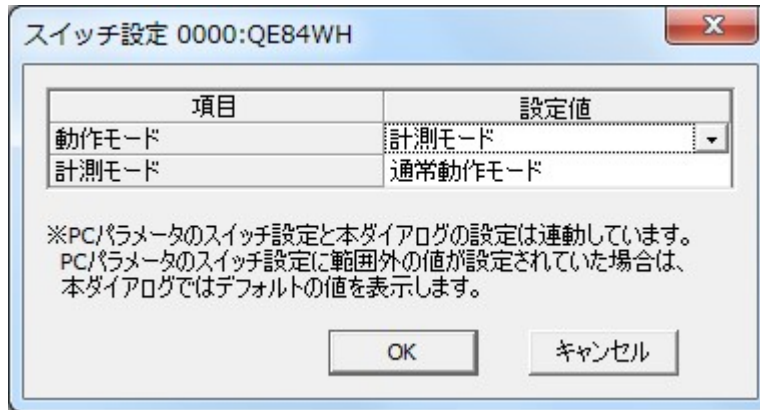 スイッチ設定 0000:QE84WH
項目 設定値
動作モード 計測モード
計測モード 通常動作モード
※PCパラメータのスイッチ設定と本ダイアログの設定は連動しています。
PCパラメータのスイッチ設定に範囲外の値が設定されていた場合は、
本ダイアログではデフォルトの値を表示します。
OK キャンセル